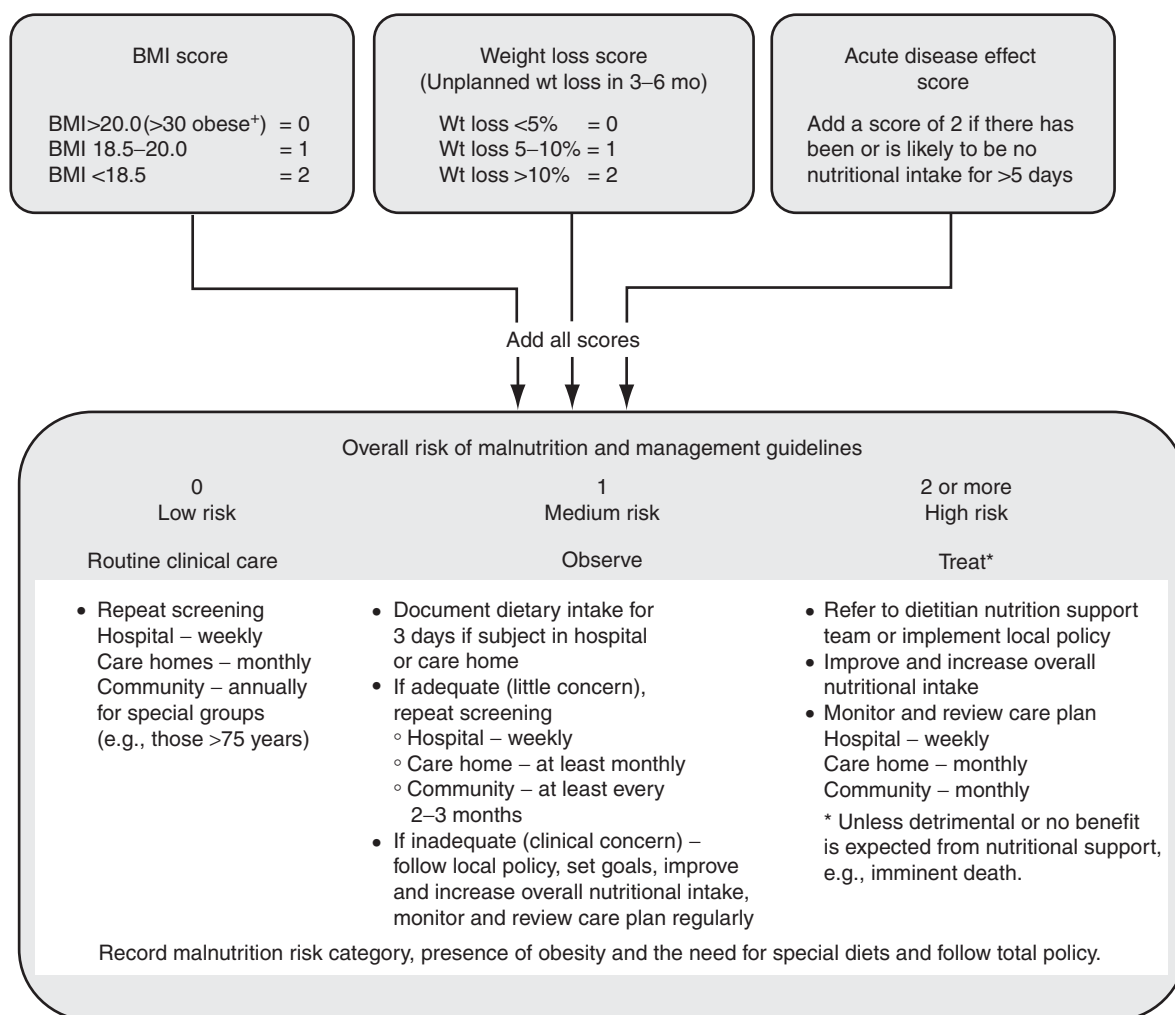 BMI score
BMI>20.0(>30 obese+) = 0
BMI 18.5–20.0 = 1
BMI <18.5 = 2
Weight loss score
(Unplanned wt loss in 3–6 mo)
Wt loss <5% = 0
Wt loss 5–10% = 1
Wt loss >10% = 2
Acute disease effect
score
Add a score of 2 if there has
been or is likely to be no
nutritional intake for >5 days
Add all scores
Overall risk of malnutrition and management guidelines
0
Low risk
Routine clinical care
• Repeat screening
Hospital – weekly
Care homes – monthly
Community – annually
for special groups
(e.g., those >75 years)
1
Medium risk
Observe
• Document dietary intake for
3 days if subject in hospital
or care home
• If adequate (little concern),
repeat screening
° Hospital – weekly
° Care home – at least monthly
° Community – at least every
2–3 months
• If inadequate (clinical concern) –
follow local policy, set goals, improve
and increase overall nutritional intake,
monitor and review care plan regularly
2 or more
High risk
Treat*
• Refer to dietitian nutrition support
team or implement local policy
• Improve and increase overall
nutritional intake
• Monitor and review care plan
Hospital – weekly
Care home – monthly
Community – monthly
* Unless detrimental or no benefit
is expected from nutritional support,
e.g., imminent death.
Record malnutrition risk category, presence of obesity and the need for special diets and follow total policy.